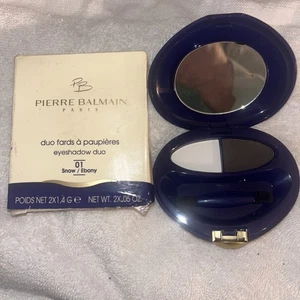 PB
PIERRE BALMAIN
PARIS
duo fards à paupières
eyeshadow duo
01
Snow / Ebony
POIDS NET 2X1,4 G ℮ NET WT. 2X.05 OZ.